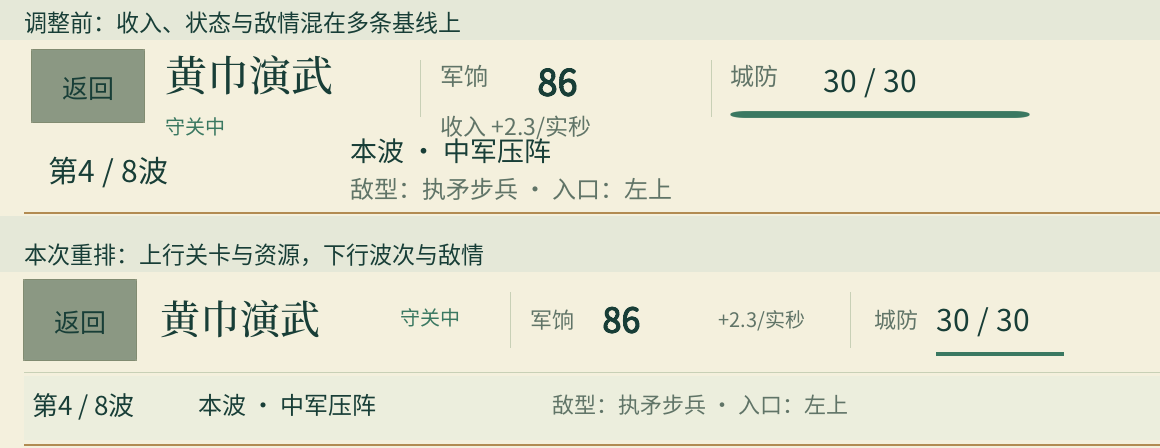 调整前：收入、状态与敌情混在多条基线上
返回 黄巾演武 军饷 86 城防 30 / 30
守关中 收入 +2.3/实秒
第4 / 8波 本波 · 中军压阵
敌型：执矛步兵 · 入口：左上
本次重排：上行关卡与资源，下行波次与敌情
返回 黄巾演武 守关中 军饷 86 +2.3/实秒 城防 30 / 30
第4 / 8波 本波 · 中军压阵 敌型：执矛步兵 · 入口：左上